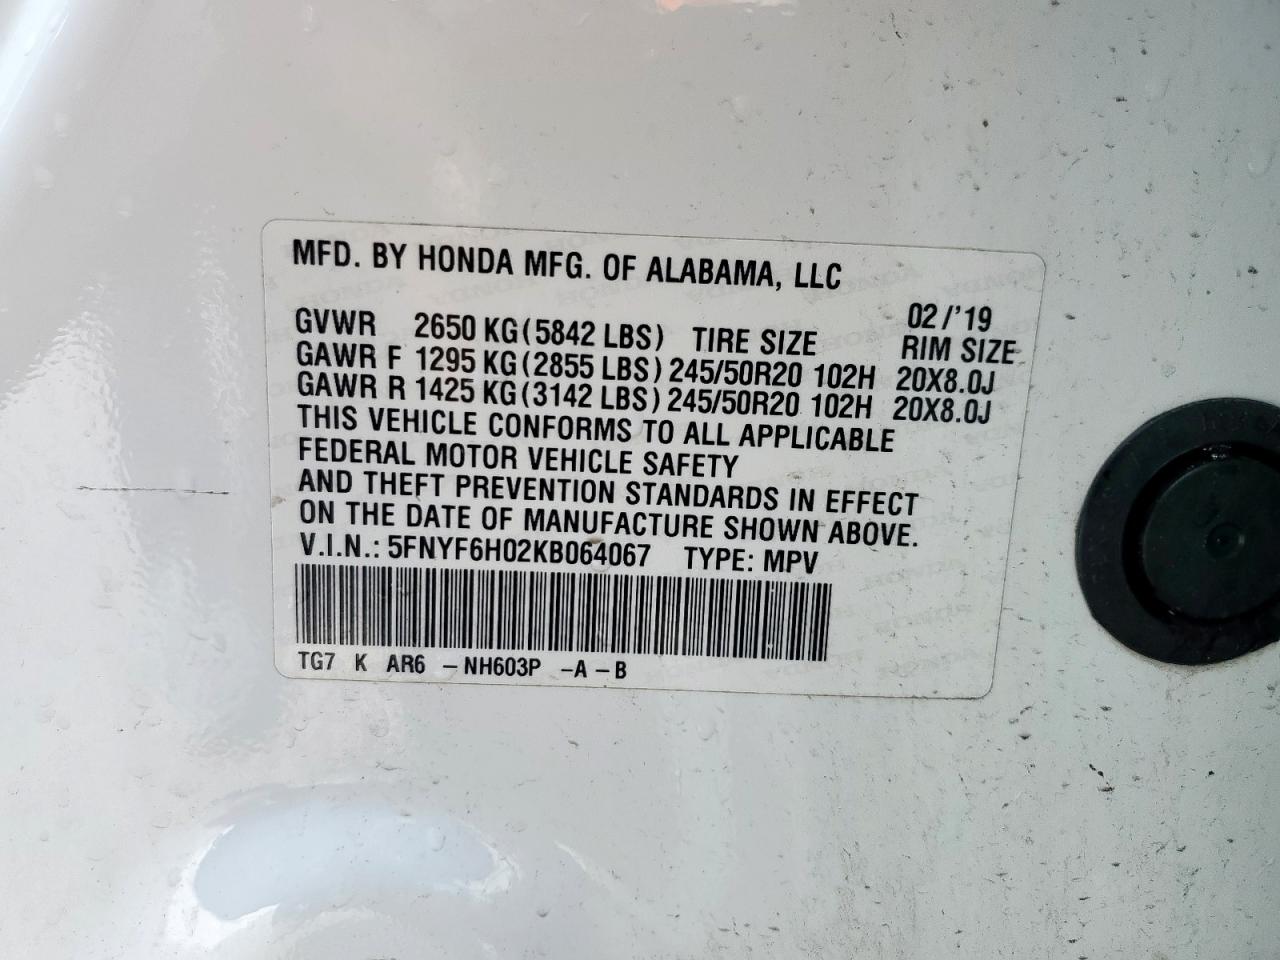 MFD. BY HONDA MFG. OF ALABAMA, LLC
02/'19
GVWR 2650 KG(5842 LBS) TIRE SIZE RIM SIZE
GAWR F 1295 KG(2855 LBS) 245/50R20 102H 20X8.0J
GAWR R 1425 KG(3142 LBS) 245/50R20 102H 20X8.0J
THIS VEHICLE CONFORMS TO ALL APPLICABLE
FEDERAL MOTOR VEHICLE SAFETY
AND THEFT PREVENTION STANDARDS IN EFFECT
ON THE DATE OF MANUFACTURE SHOWN ABOVE.
V.I.N.: 5FNYF6H02KB064067 TYPE: MPV
TG7 K AR6 –NH603P –A–B